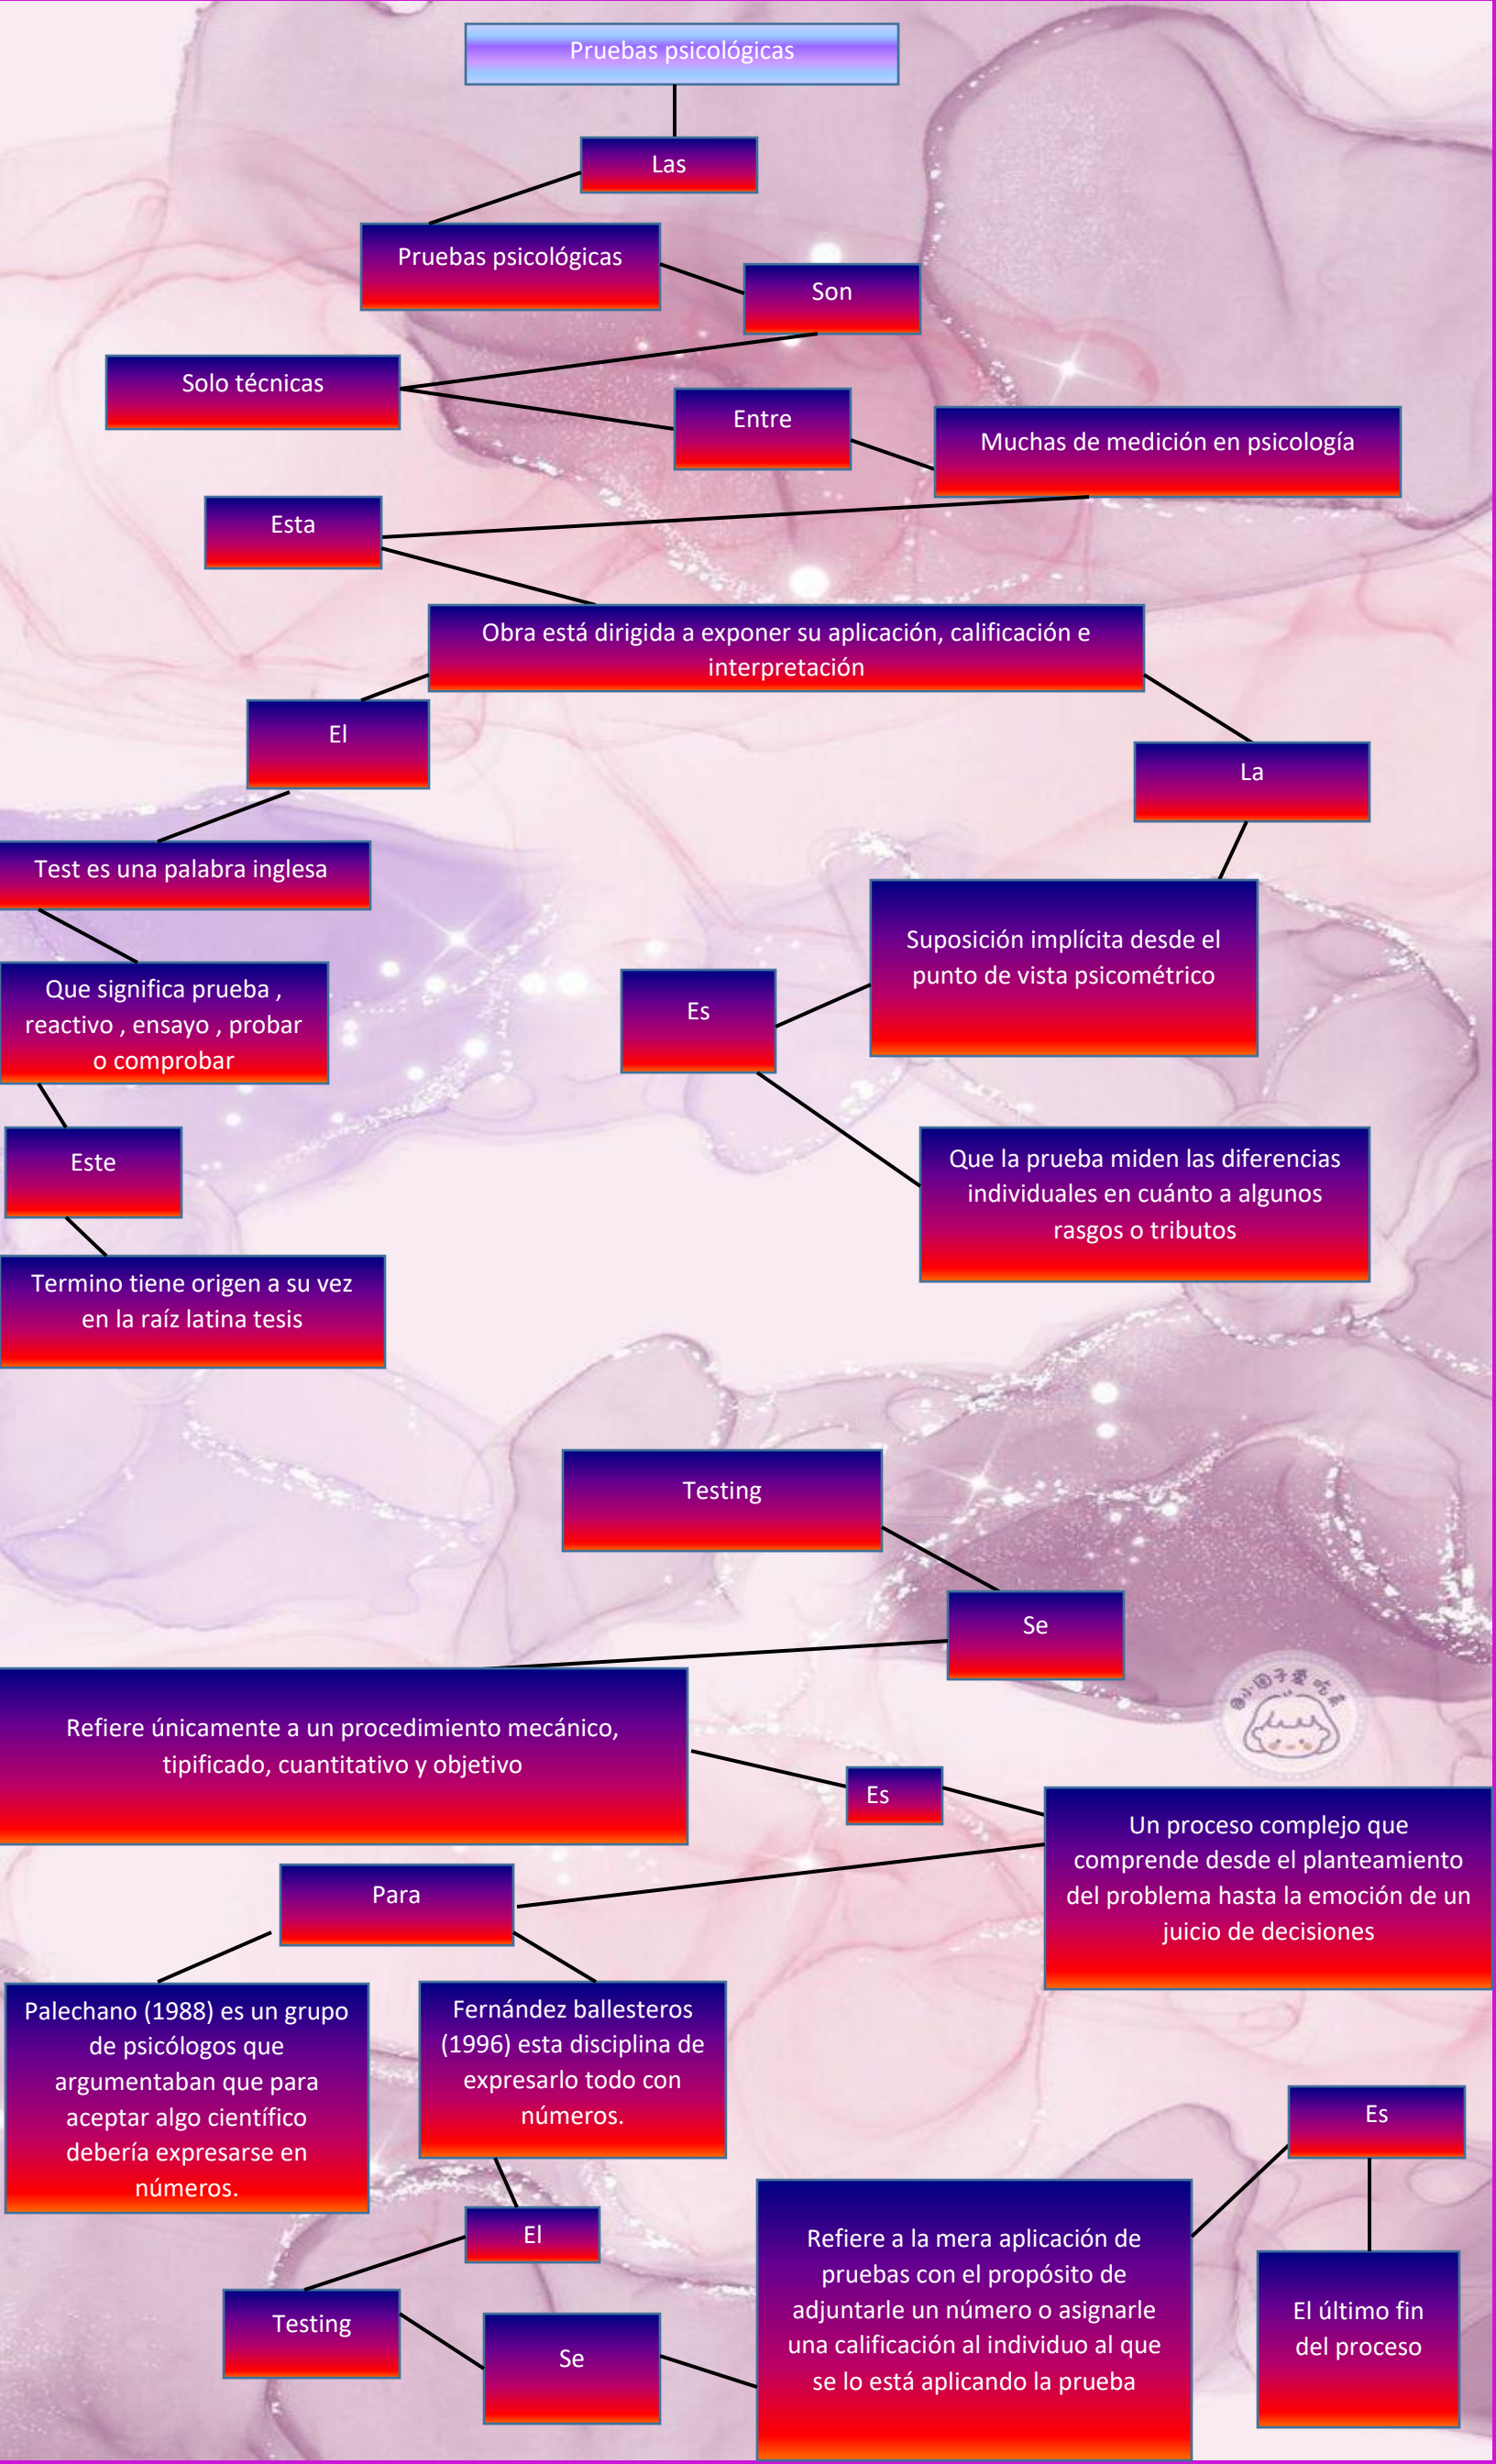 Pruebas psicológicas
Las
Pruebas psicológicas
Son
Solo técnicas
Entre
Muchas de medición en psicología
Esta
Obra está dirigida a exponer su aplicación, calificación e
interpretación
El
La
Test es una palabra inglesa
Suposición implícita desde el
punto de vista psicométrico
Que significa prueba ,
reactivo , ensayo , probar
o comprobar
Es
Este
Que la prueba miden las diferencias
individuales en cuánto a algunos
rasgos o tributos
Termino tiene origen a su vez
en la raíz latina tesis
Testing
Se
Refiere únicamente a un procedimiento mecánico,
tipificado, cuantitativo y objetivo
Es
Un proceso complejo que
comprende desde el planteamiento
del problema hasta la emoción de un
juicio de decisiones
Para
Palechano (1988) es un grupo
de psicólogos que
argumentaban que para
aceptar algo científico
debería expresarse en
números.
Fernández ballesteros
(1996) esta disciplina de
expresarlo todo con
números.
El
Testing
Se
Refiere a la mera aplicación de
pruebas con el propósito de
adjuntarle un número o asignarle
una calificación al individuo al que
se lo está aplicando la prueba
Es
El último fin
del proceso